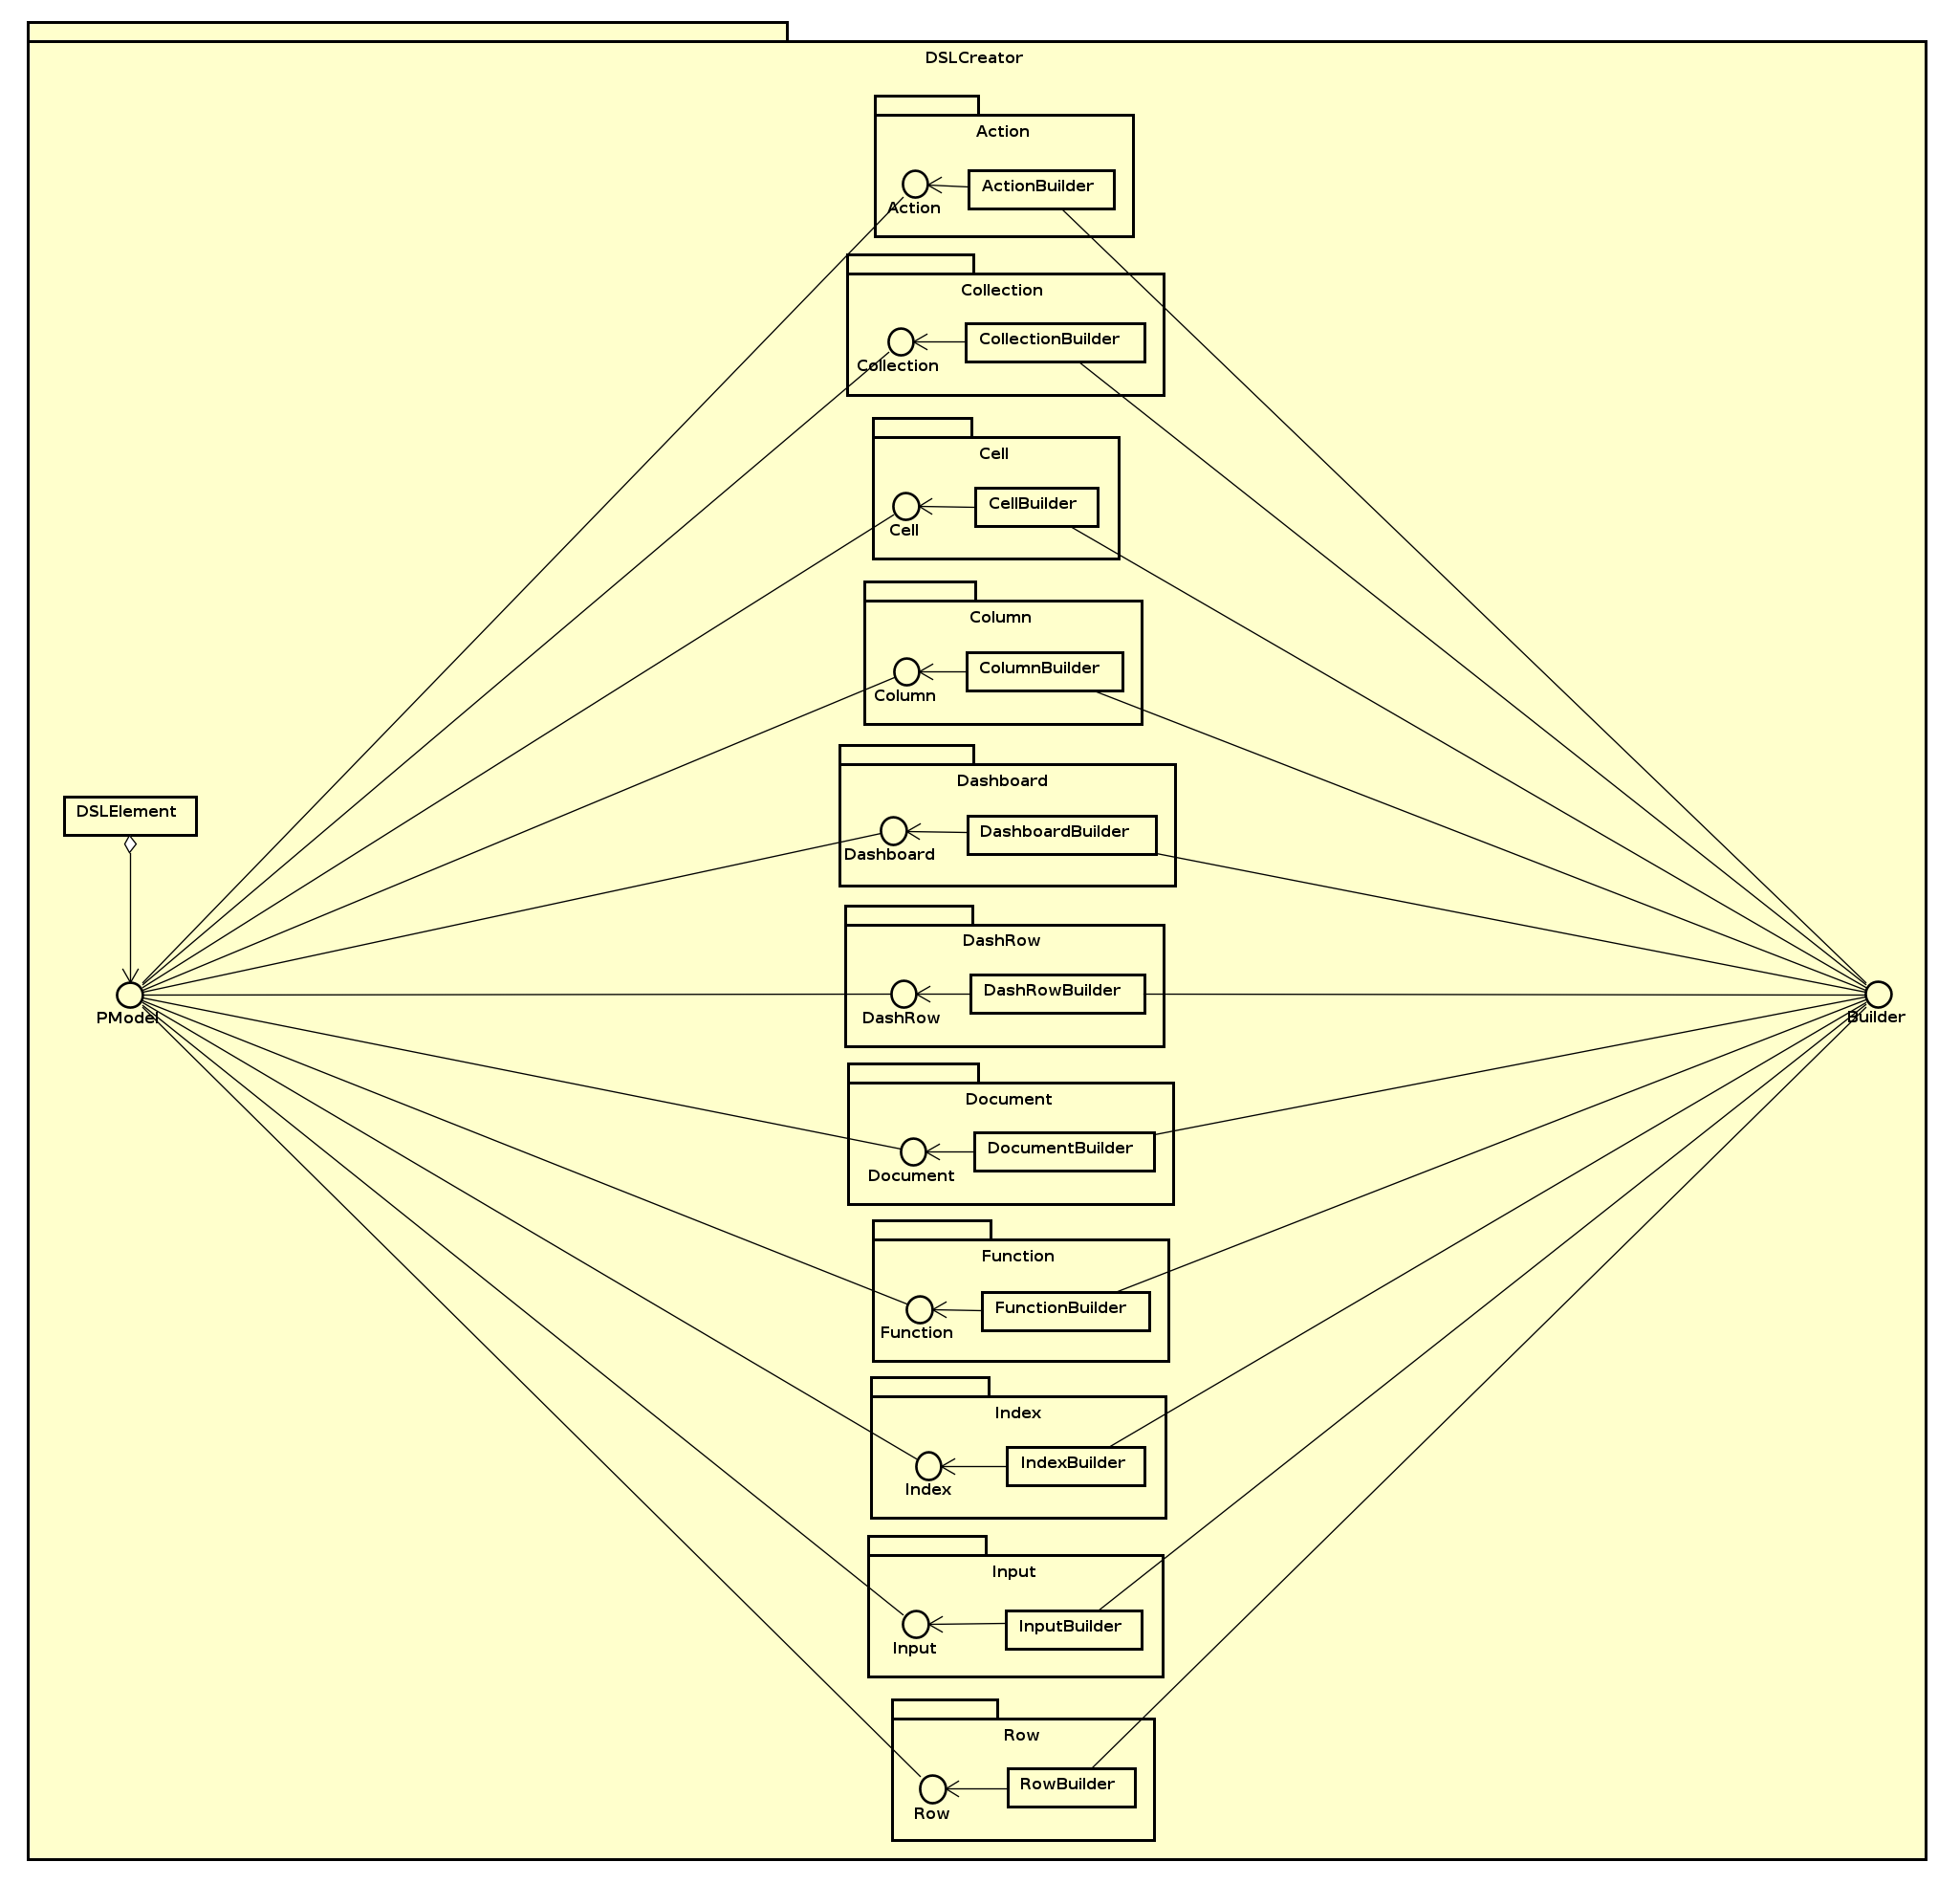 DSLCreator
Action
ActionBuilder
Action
Collection
CollectionBuilder
Collection
Cell
CellBuilder
Cell
Column
ColumnBuilder
Column
Dashboard
DSLElement
DashboardBuilder
Dashboard
DashRow
DashRowBuilder
DashRow
PModel
Builder
Document
DocumentBuilder
Document
Function
FunctionBuilder
Function
Index
IndexBuilder
Index
Input
InputBuilder
Input
Row
RowBuilder
Row